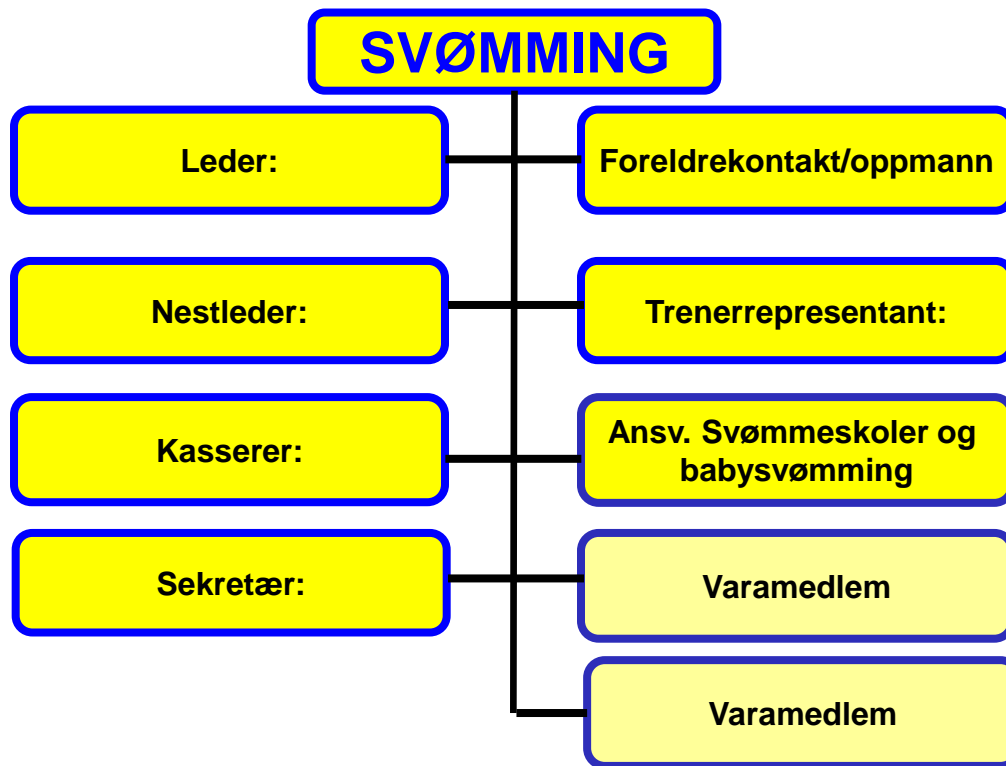 SVØMMING
Leder:
Foreldrekontakt/oppmann
Nestleder:
Trenerrepresentant:
Kasserer:
Ansv. Svømmeskoler og
babysvømming
Sekretær:
Varamedlem
Varamedlem